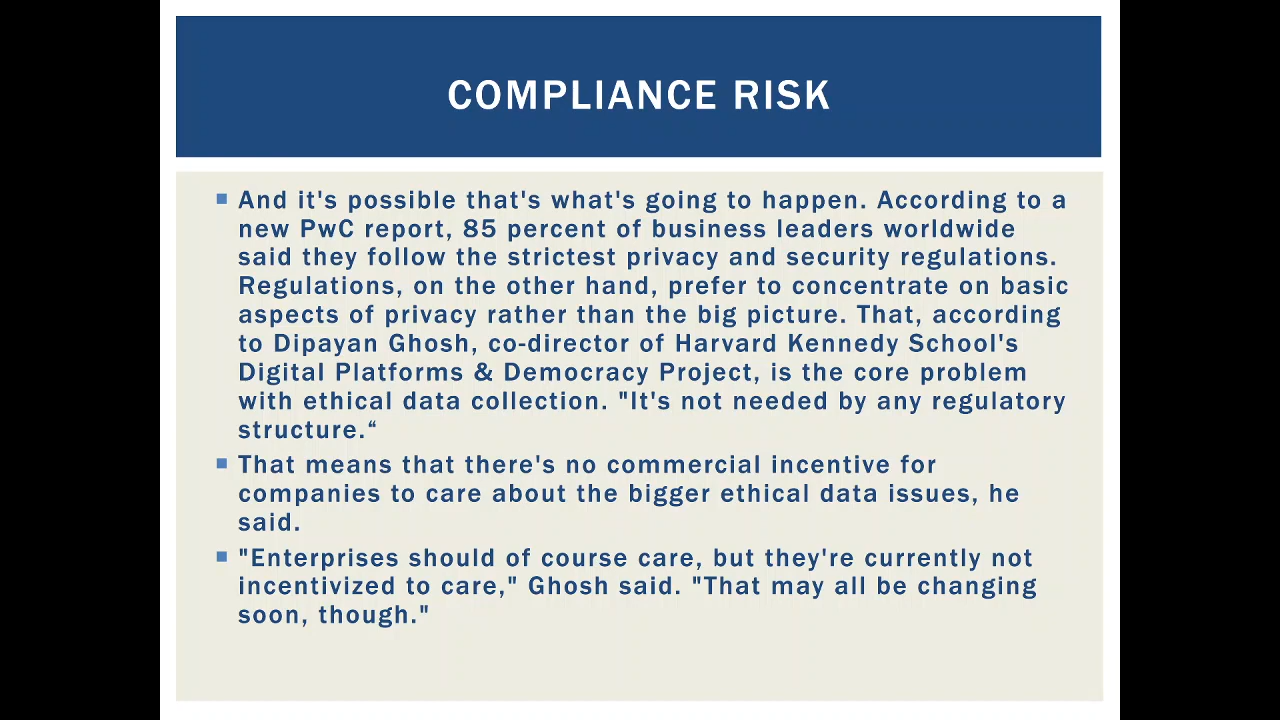 COMPLIANCE RISK
And it's possible that's what's going to happen. According to a
new PwC report, 85 percent of business leaders worldwide
said they follow the strictest privacy and security regulations.
Regulations, on the other hand, prefer to concentrate on basic
aspects of privacy rather than the big picture. That, according
to Dipayan Ghosh, co-director of Harvard Kennedy School's
Digital Platforms & Democracy Project, is the core problem
with ethical data collection. "It's not needed by any regulatory
structure.“
That means that there's no commercial incentive for
companies to care about the bigger ethical data issues, he
said.
"Enterprises should of course care, but they're currently not
incentivized to care," Ghosh said. "That may all be changing
soon, though."